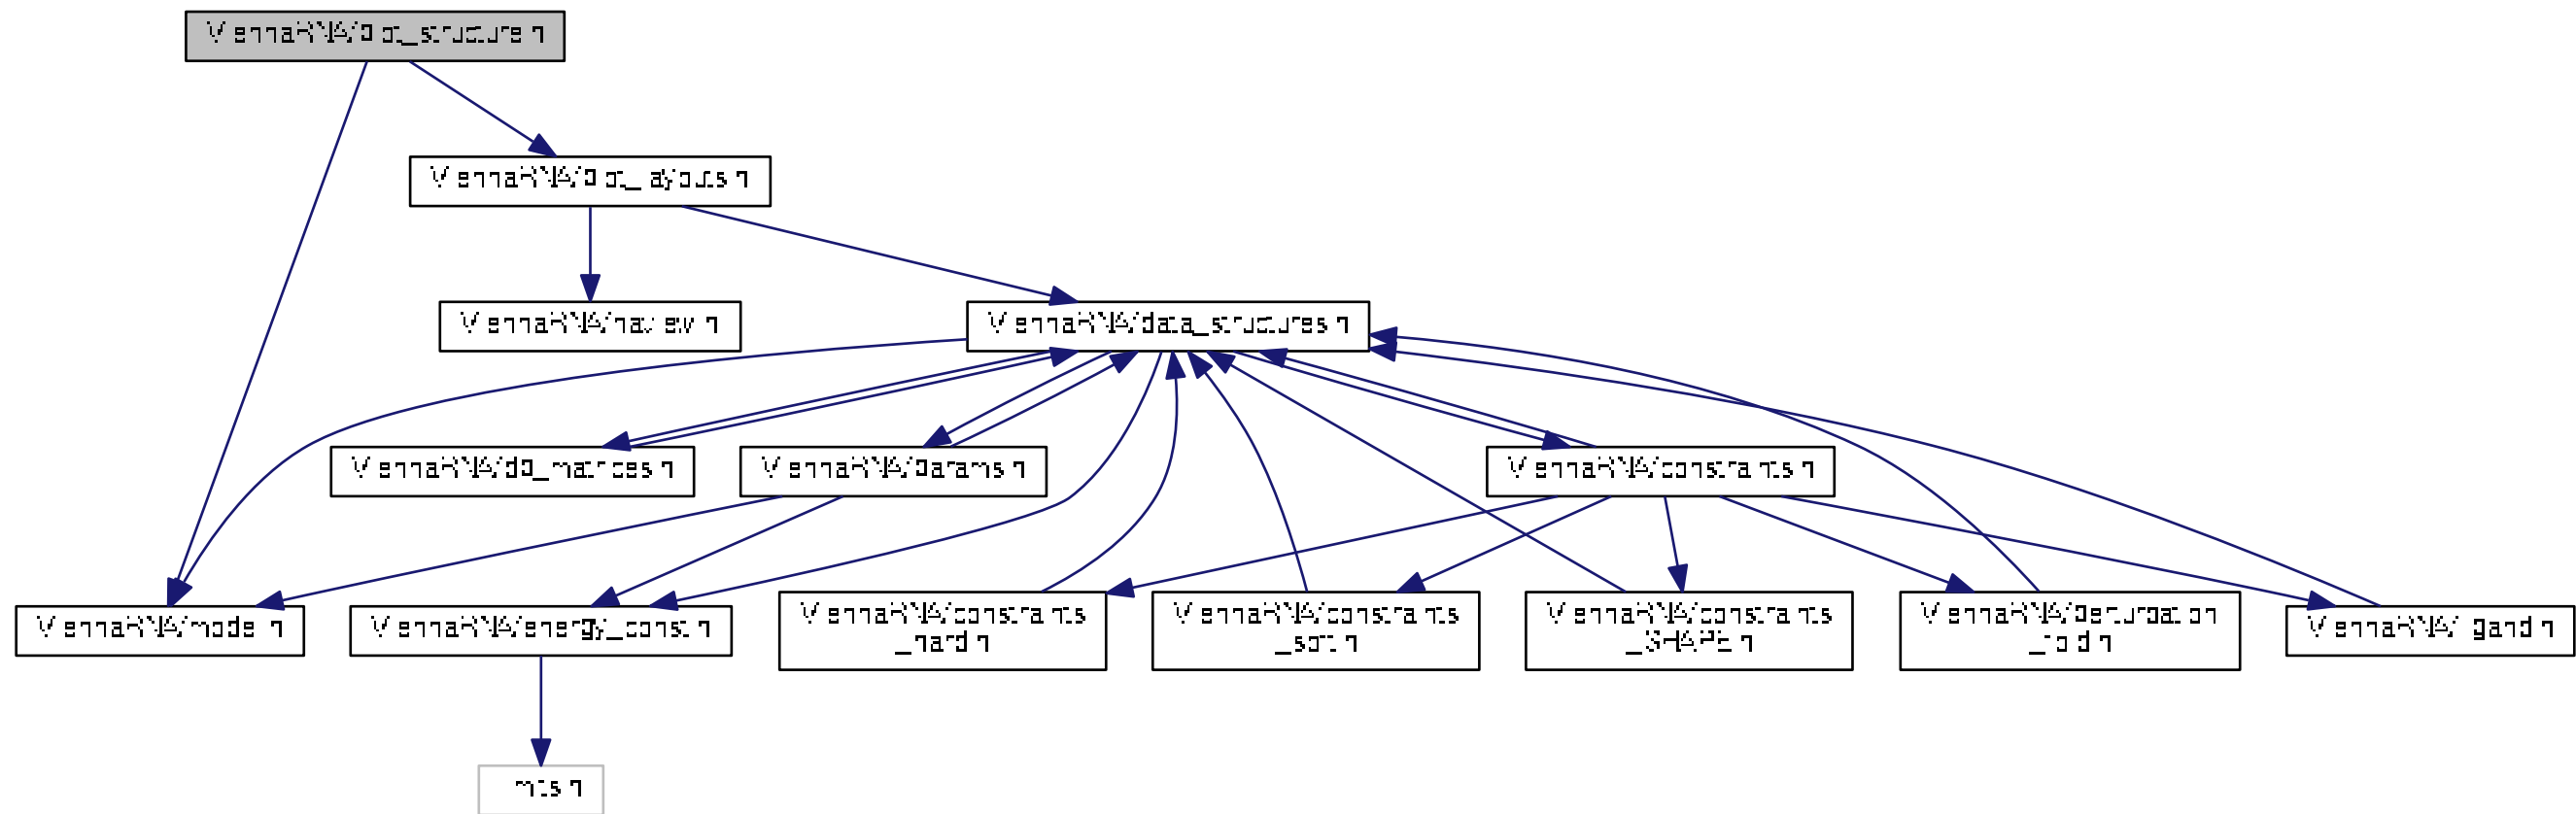 ViennaRNA/plot_structure.h
ViennaRNA/plot_layouts.h
ViennaRNA/naview.h
ViennaRNA/data_structures.h
ViennaRNA/dp_matrices.h
ViennaRNA/params.h
ViennaRNA/constraints.h
ViennaRNA/model.h
ViennaRNA/energy_const.h
ViennaRNA/constraints
_hard.h
ViennaRNA/constraints
_soft.h
ViennaRNA/constraints
_SHAPE.h
ViennaRNA/perturbation
_fold.h
ViennaRNA/ligand.h
limits.h